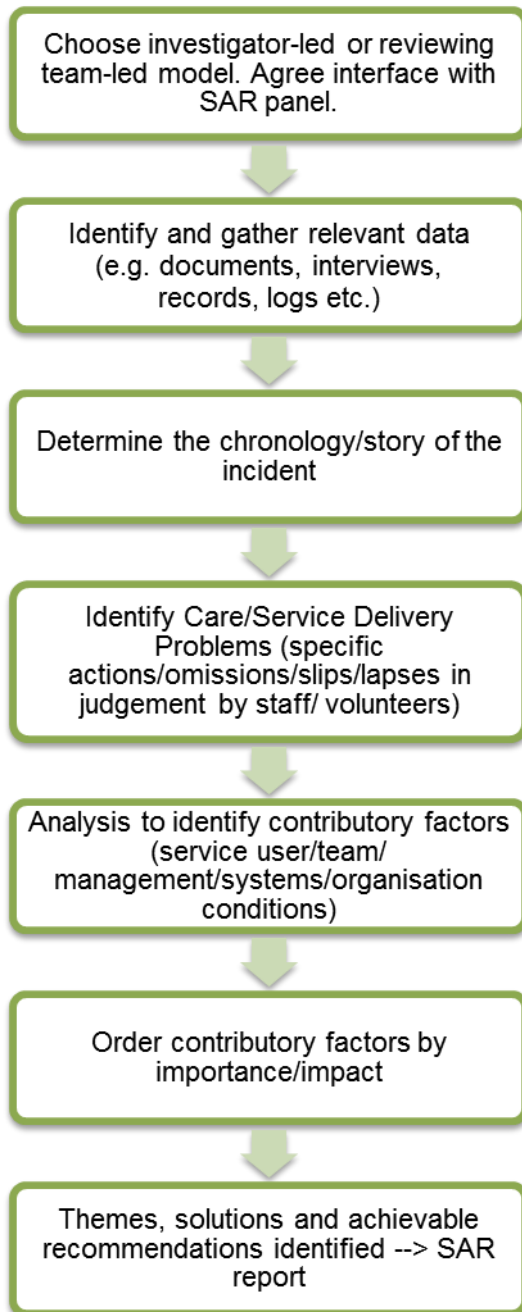 Choose investigator-led or reviewing
team-led model. Agree interface with
SAR panel.
Identify and gather relevant data
(e.g. documents, interviews,
records, logs etc.)
Determine the chronology/story of the
incident
Identify Care/Service Delivery
Problems (specific
actions/omissions/slips/lapses in
judgement by staff/ volunteers)
Analysis to identify contributory factors
(service user/team/
management/systems/organisation
conditions)
Order contributory factors by
importance/impact
Themes, solutions and achievable
recommendations identified --> SAR
report